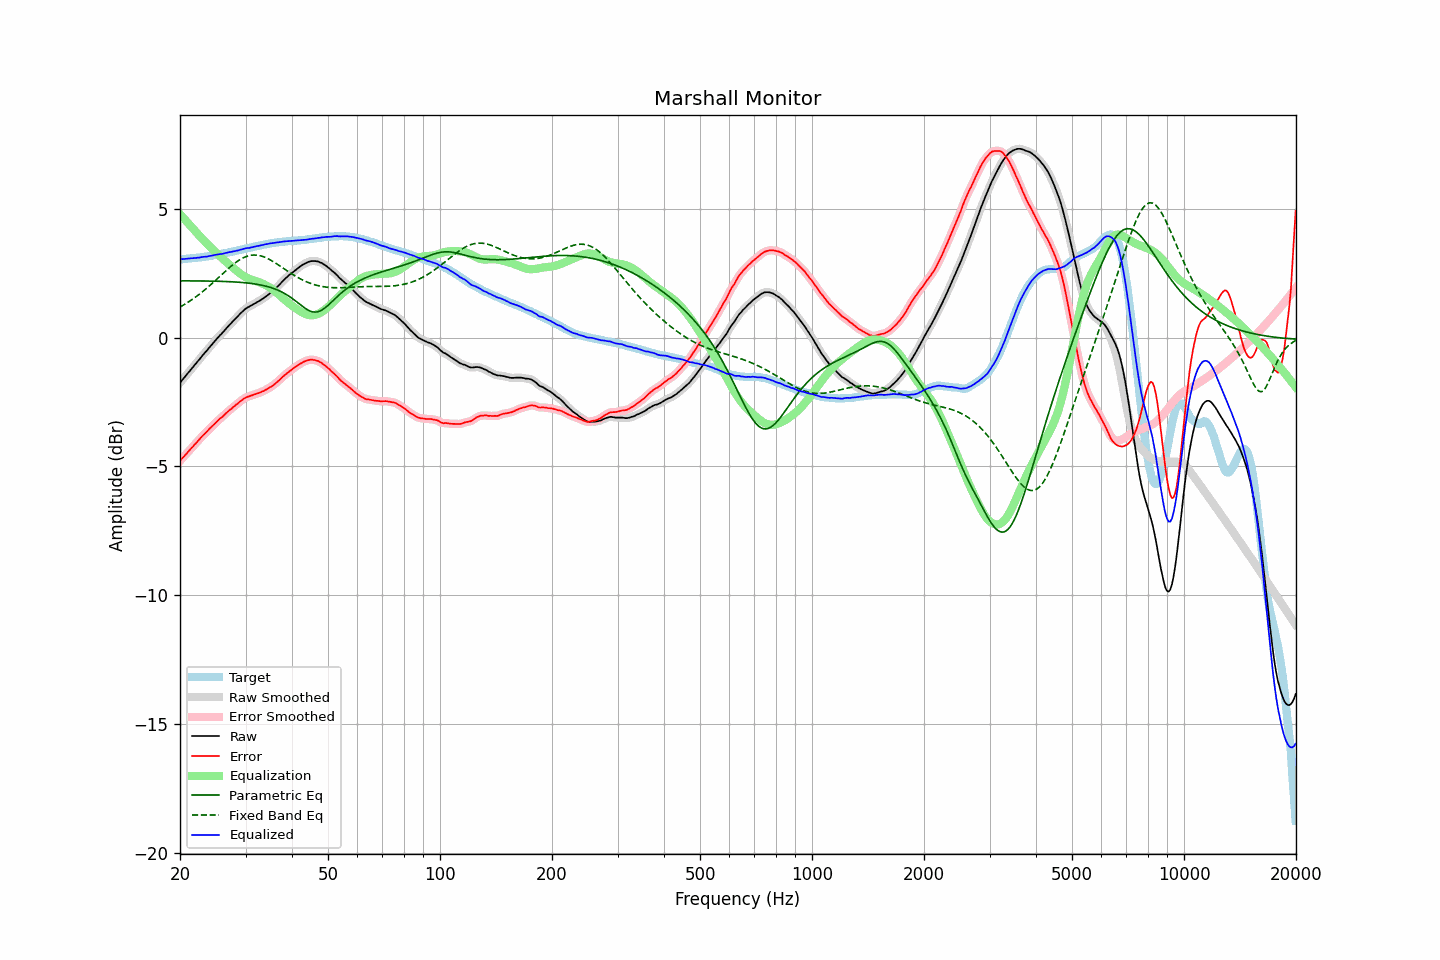 Marshall Monitor
Amplitude (dBr)
5
0
−5
−10
−15
−20
Target
Raw Smoothed
Error Smoothed
Raw
Error
Equalization
Parametric Eq
Fixed Band Eq
Equalized
20 50 100 200 500 1000 2000 5000 10000 20000
Frequency (Hz)